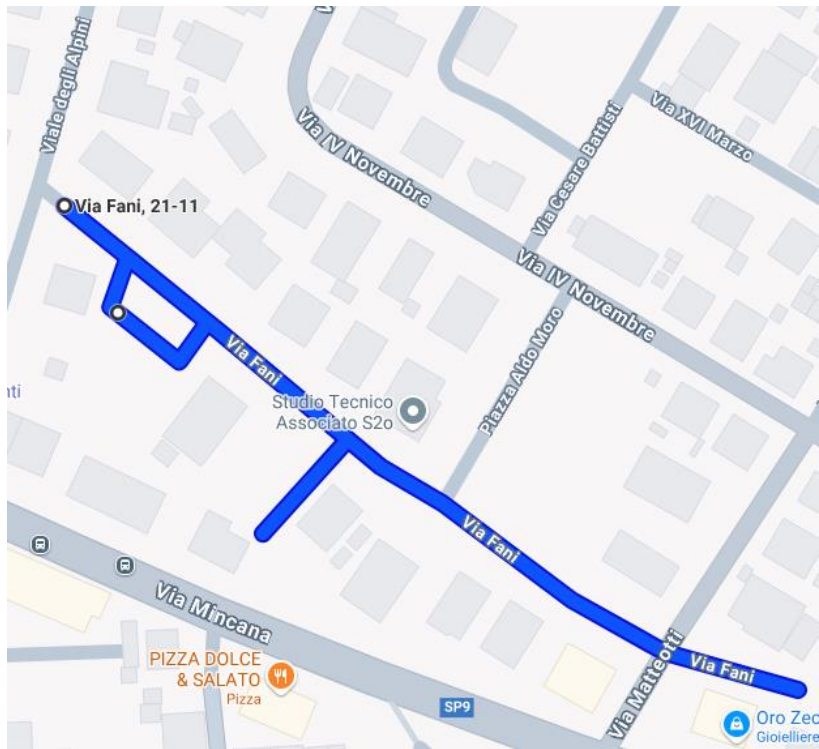 Viale degli Alpini
Via IV Novembre
Via Cesare Battisti
Via XVI Marzo
Via Fani, 21-11
Via IV Novembre
Via Fani
Piazza Aldo Moro
Studio Tecnico
Associato S2o
nti
Via Fani
Via Mincana
Via Matteotti
Via Fani
PIZZA DOLCE
& SALATO
Pizza
SP9
Oro Zec
Gioielliere